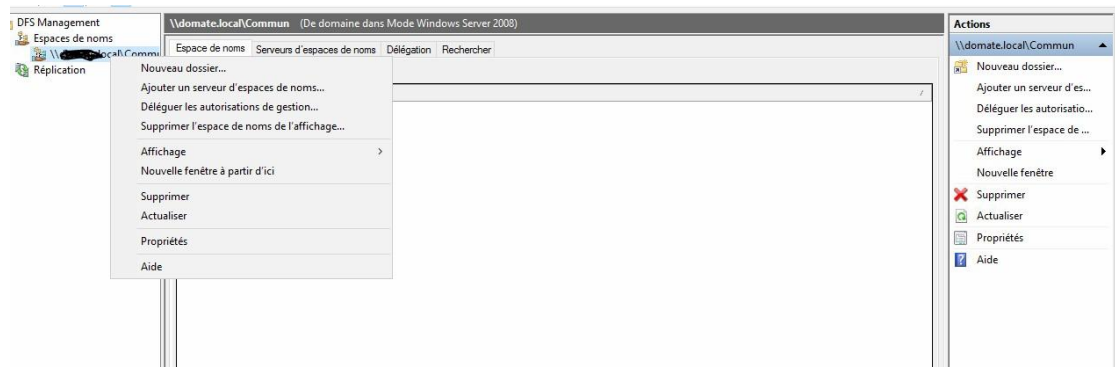 DFS Management
Espaces de noms
Réplication
\\domate.local\Commun (De domaine dans Mode Windows Server 2008)
Espace de noms Serveurs d'espaces de noms Délégation Rechercher
Nouveau dossier...
Ajouter un serveur d'espaces de noms...
Déléguer les autorisations de gestion...
Supprimer l'espace de noms de l'affichage...
Affichage >
Nouvelle fenêtre à partir d'ici
Supprimer
Actualiser
Propriétés
Aide
Actions
\\domate.local\Commun
Nouveau dossier...
Ajouter un serveur d'es...
Déléguer les autorisatio...
Supprimer l'espace de ...
Affichage
Nouvelle fenêtre
Supprimer
Actualiser
Propriétés
Aide